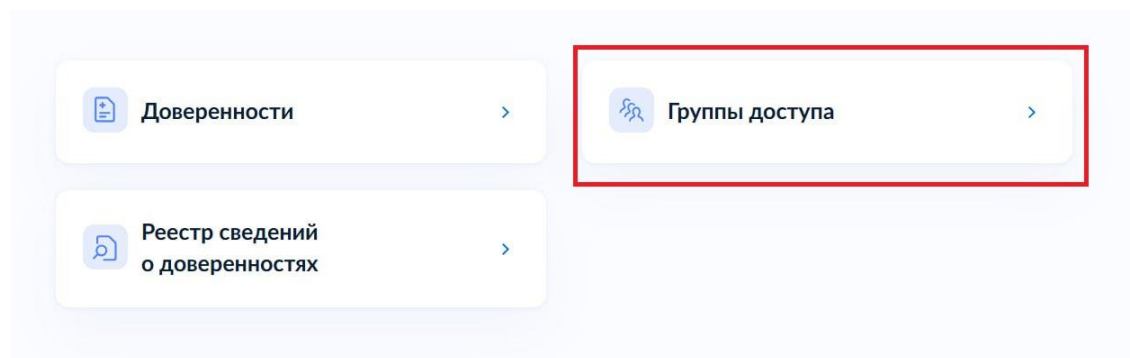 Доверенности
Группы доступа
Реестр сведений
о доверенностях